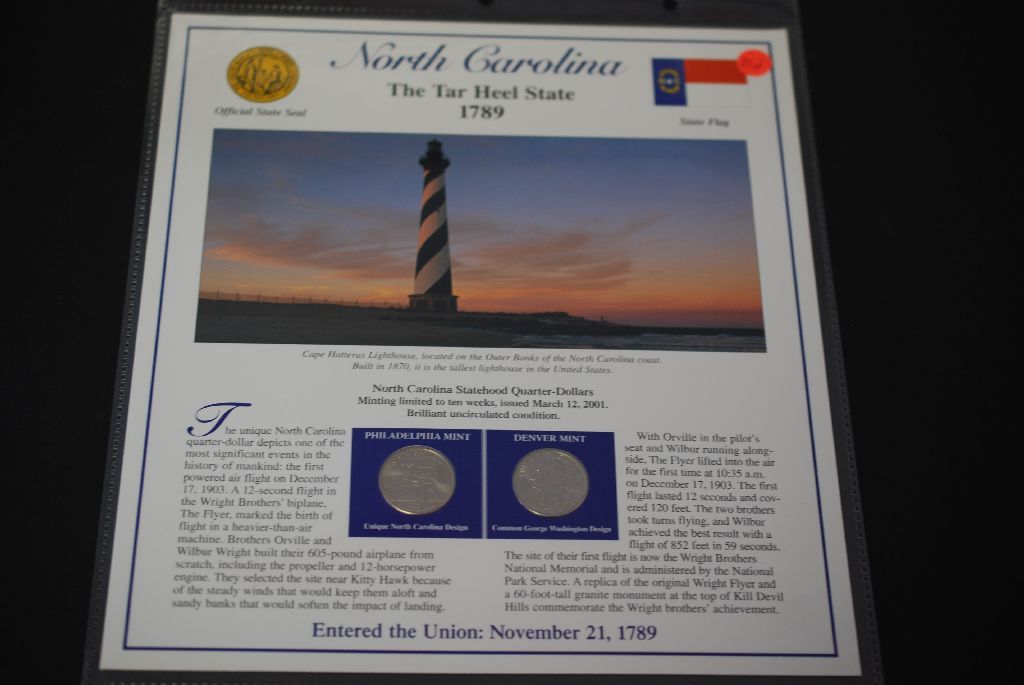 North Carolina
The Tar Heel State
1789
Official State Seal
State Flag
Cape Hatteras Lighthouse, located on the Outer Banks of the North Carolina coast.
Built in 1870, it is the tallest lighthouse in the United States.
North Carolina Statehood Quarter-Dollars
Minting limited to ten weeks, issued March 12, 2001.
Brilliant uncirculated condition.
The unique North Carolina
quarter-dollar depicts one of the
most significant events in the
history of mankind: the first
powered air flight on December
17, 1903. A 12-second flight in
the Wright Brothers' biplane,
The Flyer, marked the birth of
flight in a heavier-than-air
machine. Brothers Orville and
Wilbur Wright built their 605-pound airplane from
scratch, including the propeller and 12-horsepower
engine. They selected the site near Kitty Hawk because
of the steady winds that would keep them aloft and
sandy banks that would soften the impact of landing.
PHILADELPHIA MINT
Unique North Carolina Design
DENVER MINT
Common George Washington Design
With Orville in the pilot's
seat and Wilbur running along-
side. The Flyer lifted into the air
for the first time at 10:35 a.m.
on December 17, 1903. The first
flight lasted 12 seconds and cov-
ered 120 feet. The two brothers
took turns flying, and Wilbur
achieved the best result with a
flight of 852 feet in 59 seconds.
The site of their first flight is now the Wright Brothers
National Memorial and is administered by the National
Park Service. A replica of the original Wright Flyer and
a 60-foot-tall granite monument at the top of Kill Devil
Hills commemorate the Wright brothers' achievement.
Entered the Union: November 21, 1789